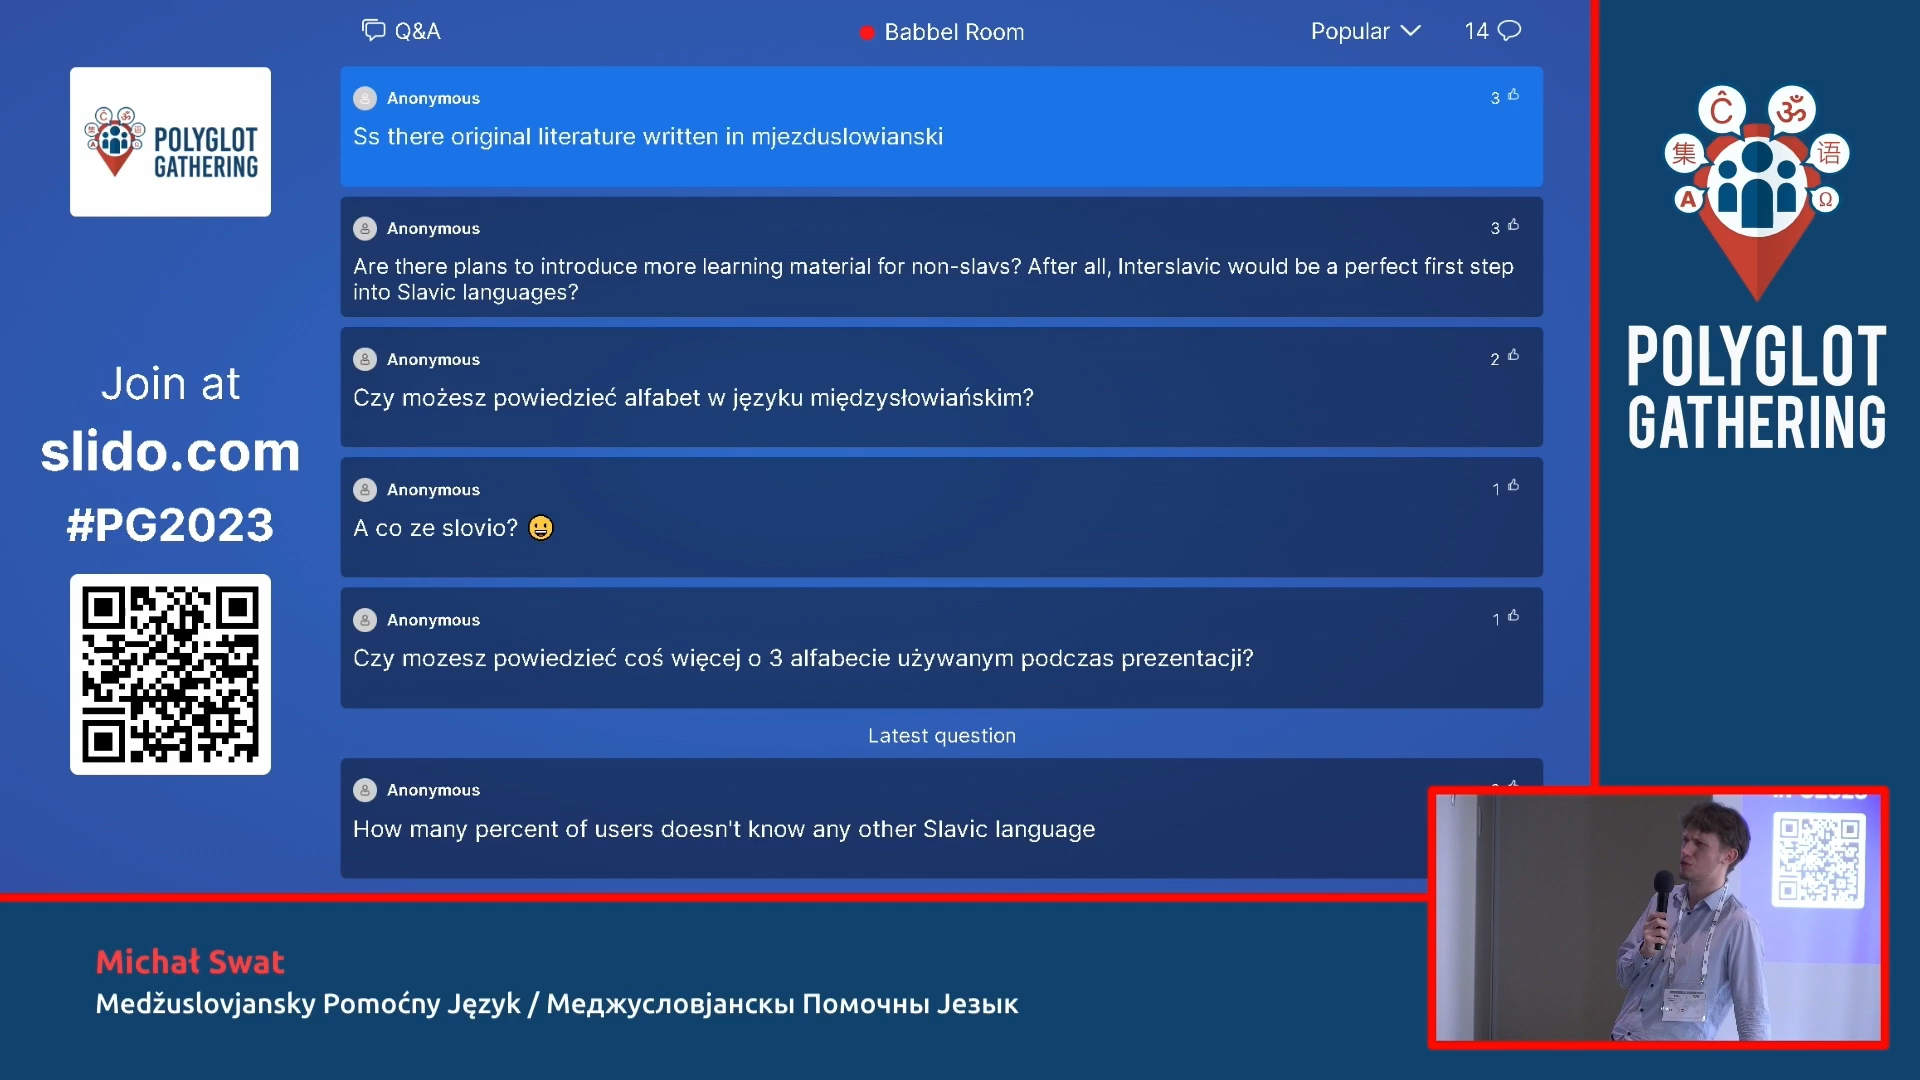 Q&A
Babbel Room
Popular
14
POLYGLOT
GATHERING
Join at
slido.com
#PG2023
Anonymous
3
Ss there original literature written in mjezduslowianski
Anonymous
3
Are there plans to introduce more learning material for non-slavs? After all, Interslavic would be a perfect first step
into Slavic languages?
Anonymous
2
Czy możesz powiedzieć alfabet w języku międzysłowiańskim?
Anonymous
1
A co ze slovio? 😀
Anonymous
1
Czy mozesz powiedzieć coś więcej o 3 alfabecie używanym podczas prezentacji?
Latest question
Anonymous
How many percent of users doesn't know any other Slavic language
Ĉ
ॐ
集
语
A
Ω
POLYGLOT
GATHERING
Michał Swat
Medžuslovjansky Pomoćny Język / Меджусловјанскы Помочны Језык